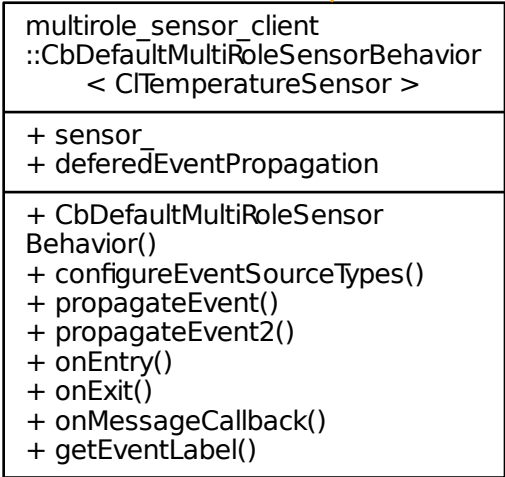 multirole_sensor_client
::CbDefaultMultiRoleSensorBehavior
< ClTemperatureSensor >
+ sensor_
+ deferedEventPropagation
+ CbDefaultMultiRoleSensor
Behavior()
+ configureEventSourceTypes()
+ propagateEvent()
+ propagateEvent2()
+ onEntry()
+ onExit()
+ onMessageCallback()
+ getEventLabel()